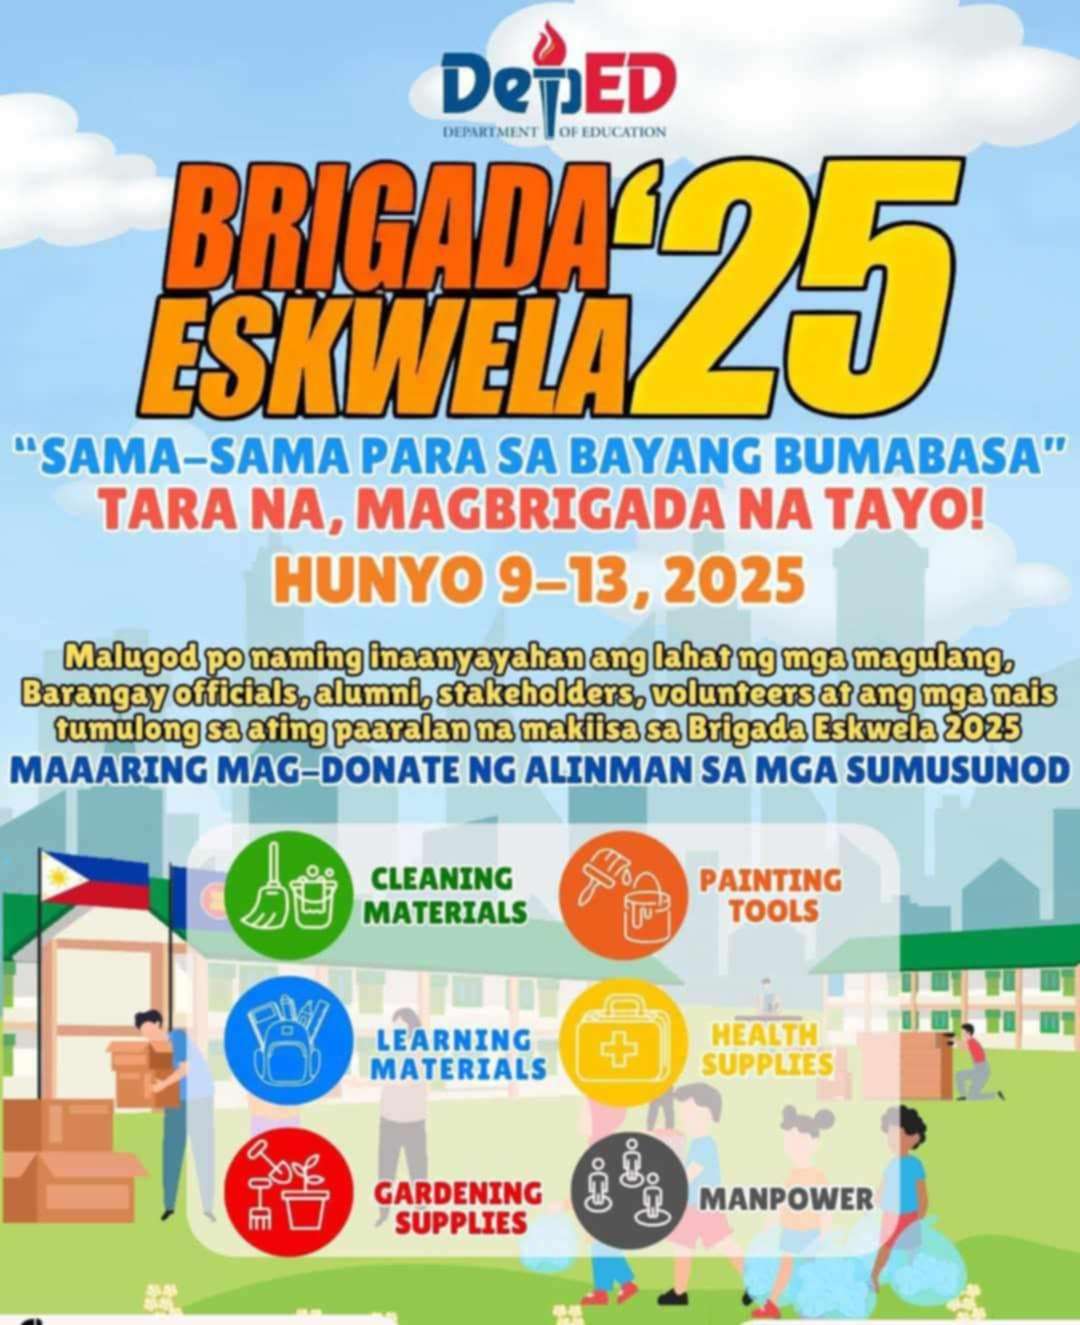 DepED
DEPARTMENT OF EDUCATION
BRIGADA
ESKWELA
‘25
“SAMA-SAMA PARA SA BAYANG BUMABASA”
TARA NA, MAGBRIGADA NA TAYO!
HUNYO 9-13, 2025
Malugod po naming inaanyayahan ang lahat ng mga magulang,
Barangay officials, alumni, stakeholders, volunteers at ang mga nais
tumulong sa ating paaralan na makiisa sa Brigada Eskwela 2025
MAAARING MAG-DONATE NG ALINMAN SA MGA SUMUSUNOD
CLEANING
MATERIALS
PAINTING
TOOLS
LEARNING
MATERIALS
HEALTH
SUPPLIES
GARDENING
SUPPLIES
MANPOWER